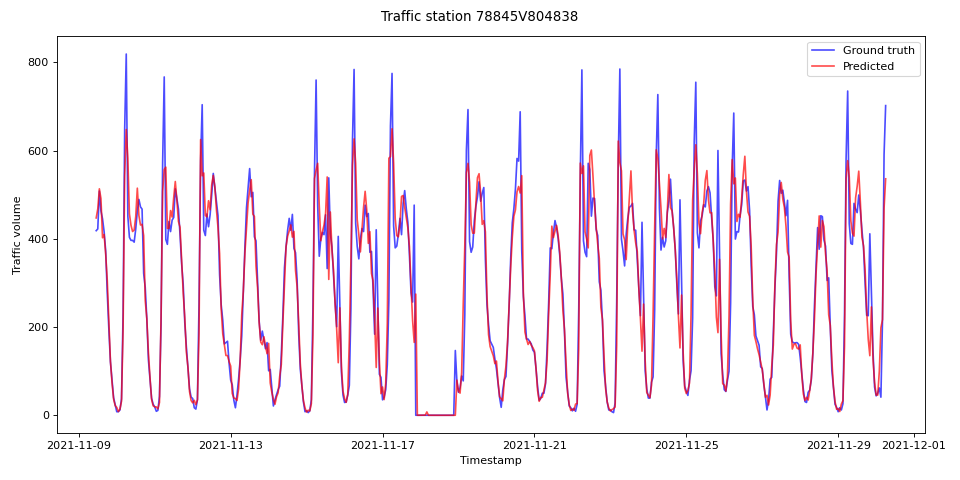 Traffic station 78845V804838
Ground truth
Predicted
Traffic volume
800
600
400
200
0
2021-11-09
2021-11-13
2021-11-17
2021-11-21
2021-11-25
2021-11-29
2021-12-01
Timestamp